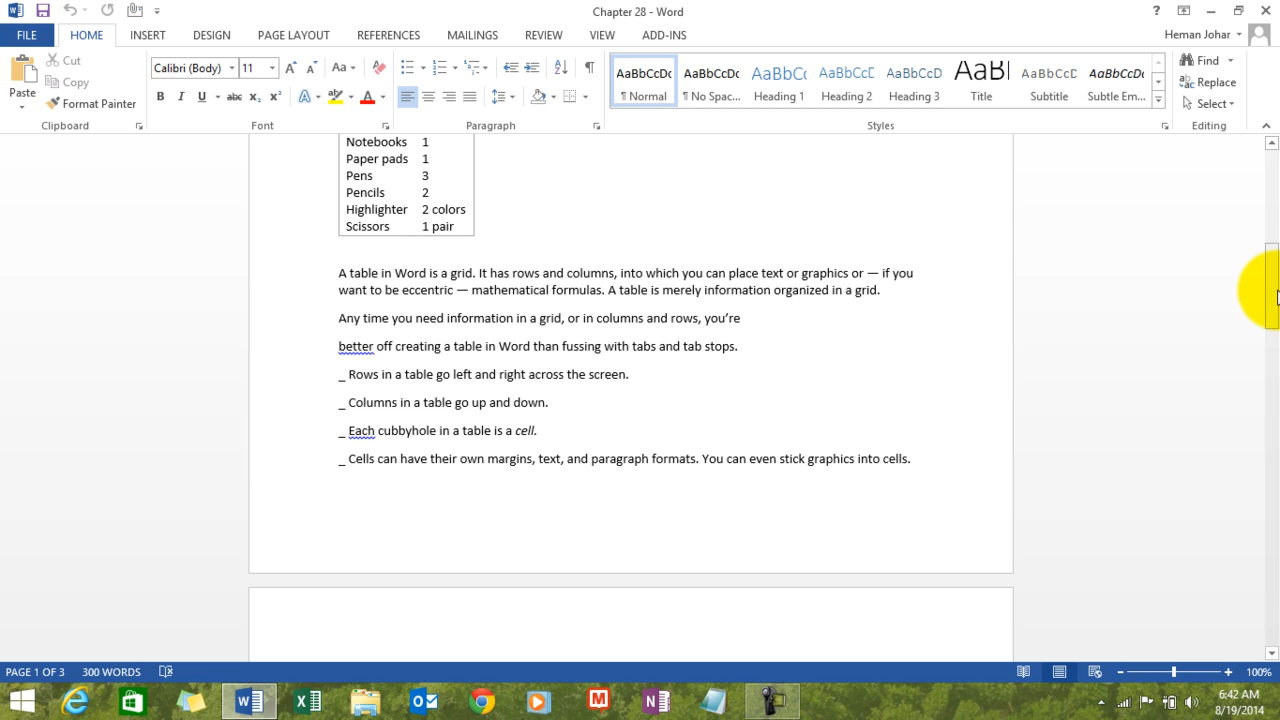 Chapter 28 - Word
?
FILE HOME INSERT DESIGN PAGE LAYOUT REFERENCES MAILINGS REVIEW VIEW ADD-INS Heman Johar
Paste
Cut
Copy
Format Painter
Clipboard
Calibri (Body) 11
Font
Paragraph
AaBbCcDc AaBbCcDc AaBbCc AaBbCcD AaBbCcD AaB AaBbCcD AaBbCcDc
¶ Normal ¶ No Spac... Heading 1 Heading 2 Heading 3 Title Subtitle Subtle Em...
Styles
Find
Replace
Select
Editing
Notebooks 1
Paper pads 1
Pens 3
Pencils 2
Highlighter 2 colors
Scissors 1 pair
A table in Word is a grid. It has rows and columns, into which you can place text or graphics or — if you
want to be eccentric — mathematical formulas. A table is merely information organized in a grid.
Any time you need information in a grid, or in columns and rows, you’re
better off creating a table in Word than fussing with tabs and tab stops.
_ Rows in a table go left and right across the screen.
_ Columns in a table go up and down.
_ Each cubbyhole in a table is a cell.
_ Cells can have their own margins, text, and paragraph formats. You can even stick graphics into cells.
PAGE 1 OF 3 300 WORDS 100%
6:42 AM
8/19/2014